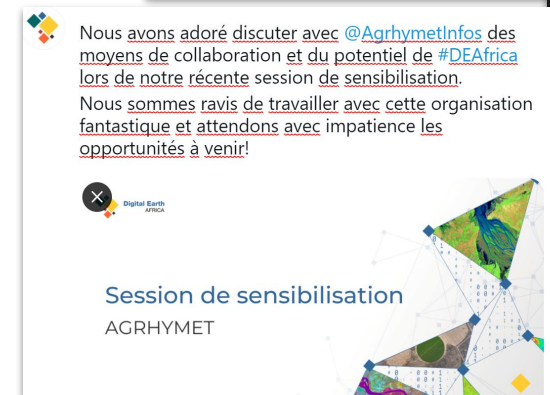 Nous avons adoré discuter avec @AgrhymetInfos des
moyens de collaboration et du potentiel de #DEAfrica
lors de notre récente session de sensibilisation.
Nous sommes ravis de travailler avec cette organisation
fantastique et attendons avec impatience les
opportunités à venir!
Digital Earth
AFRICA
Session de sensibilisation
AGRHYMET